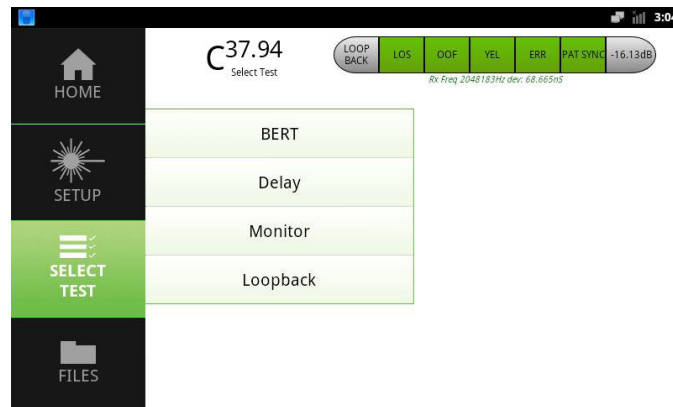 3:04
HOME
SETUP
SELECT
TEST
FILES
C37.94
Select Test
LOOP
BACK
LOS
OOF
YEL
ERR
PAT SYNC
-16.13dB
Rx Freq 2048183Hz dev: 68.665nS
BERT
Delay
Monitor
Loopback